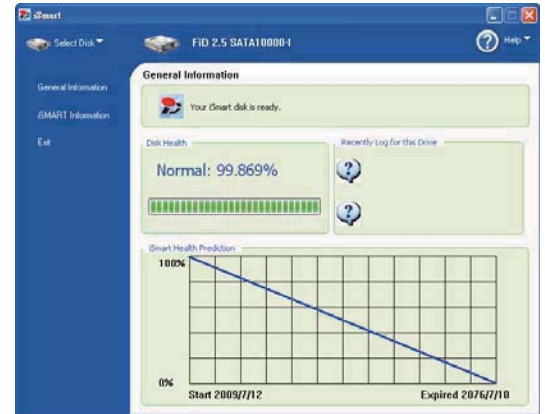 iSmart
Select Disk
FiD 2.5 SATA10000-I
Help
General Information
iSMART Information
Exit
General Information
Your iSmart disk is ready.
Disk Health
Normal: 99.869%
Recently Log for this Drive
iSmart Health Prediction
100%
0%
Start 2009/7/12
Expired 2076/7/10